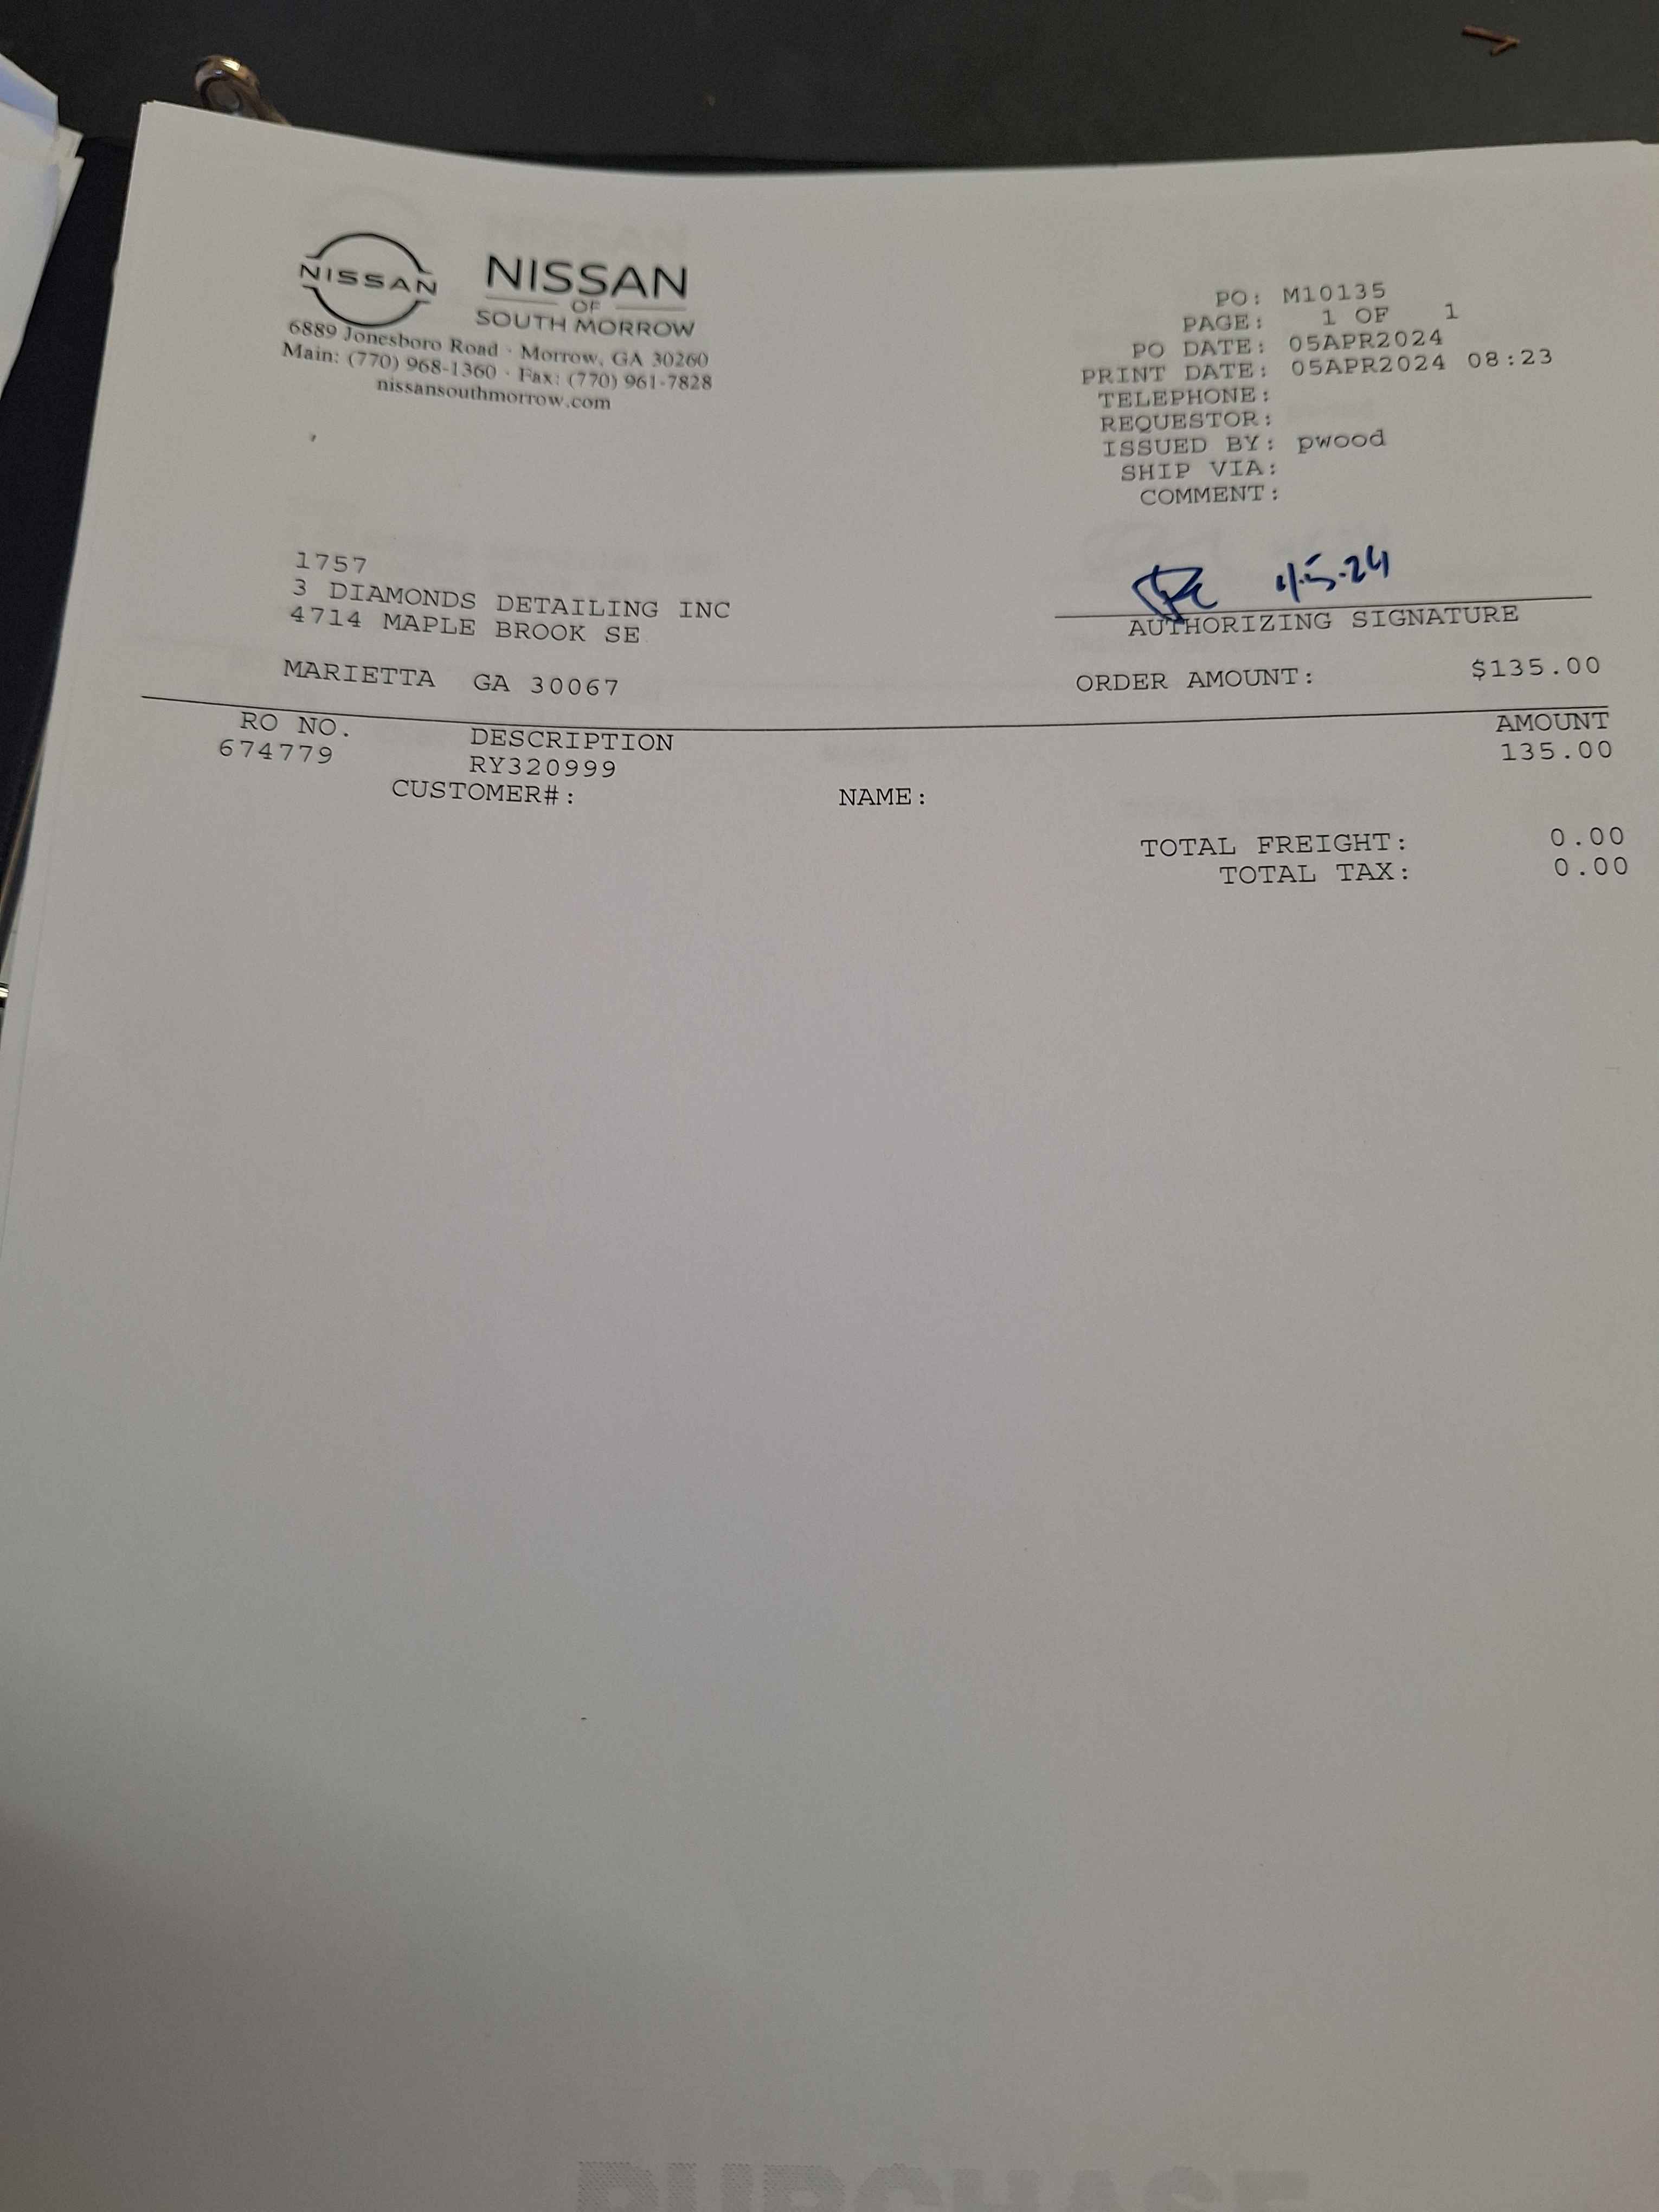 NISSAN
NISSAN
OF
SOUTH MORROW
6889 Jonesboro Road · Morrow, GA 30260
Main: (770) 968-1360 · Fax: (770) 961-7828
nissansouthmorrow.com
PO: M10135
PAGE: 1 OF 1
PO DATE: 05APR2024
PRINT DATE: 05APR2024 08:23
TELEPHONE:
REQUESTOR:
ISSUED BY: pwood
SHIP VIA:
COMMENT:
1757
3 DIAMONDS DETAILING INC
4714 MAPLE BROOK SE
MARIETTA GA 30067
4.5.24
AUTHORIZING SIGNATURE
ORDER AMOUNT: $135.00
RO NO. DESCRIPTION AMOUNT
674779 RY320999 135.00
CUSTOMER#: NAME:
TOTAL FREIGHT: 0.00
TOTAL TAX: 0.00
PURCHASE